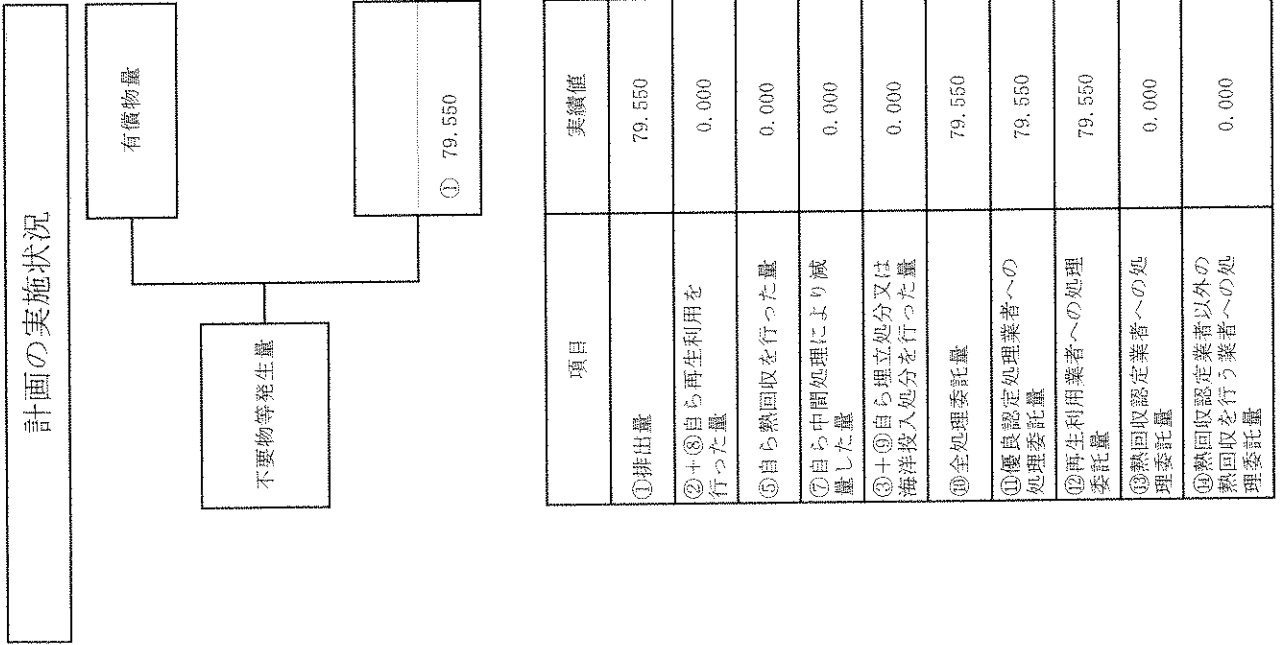 計画の実施状況
有償物量
不要物等発生量
① 79.550
項目
実績値
①排出量
79.550
②+⑧自ら再生利用を
行った量
0.000
⑤自ら熱回収を行った量
0.000
⑦自ら中間処理により減
量した量
0.000
③+⑨自ら埋立処分又は
海洋投入処分を行った量
0.000
⑩全処理委託量
79.550
⑪優良認定処理業者への
処理委託量
79.550
⑫再生利用業者への処理
委託量
79.550
⑬熱回収認定業者への処
理委託量
0.000
⑭熱回収認定業者以外の
熱回収を行う業者への処
理委託量
0.000